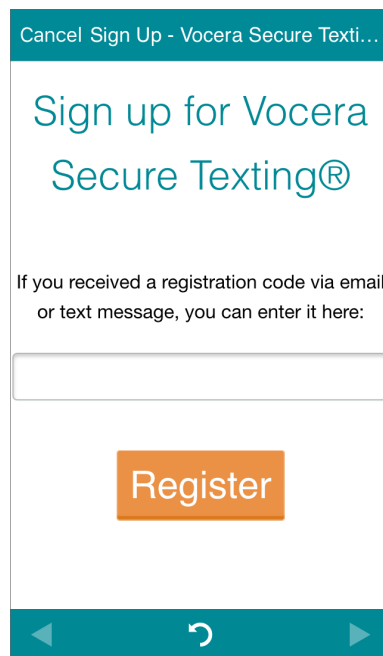 Cancel Sign Up - Vocera Secure Texti...
Sign up for Vocera
Secure Texting®
If you received a registration code via email
or text message, you can enter it here:
Register